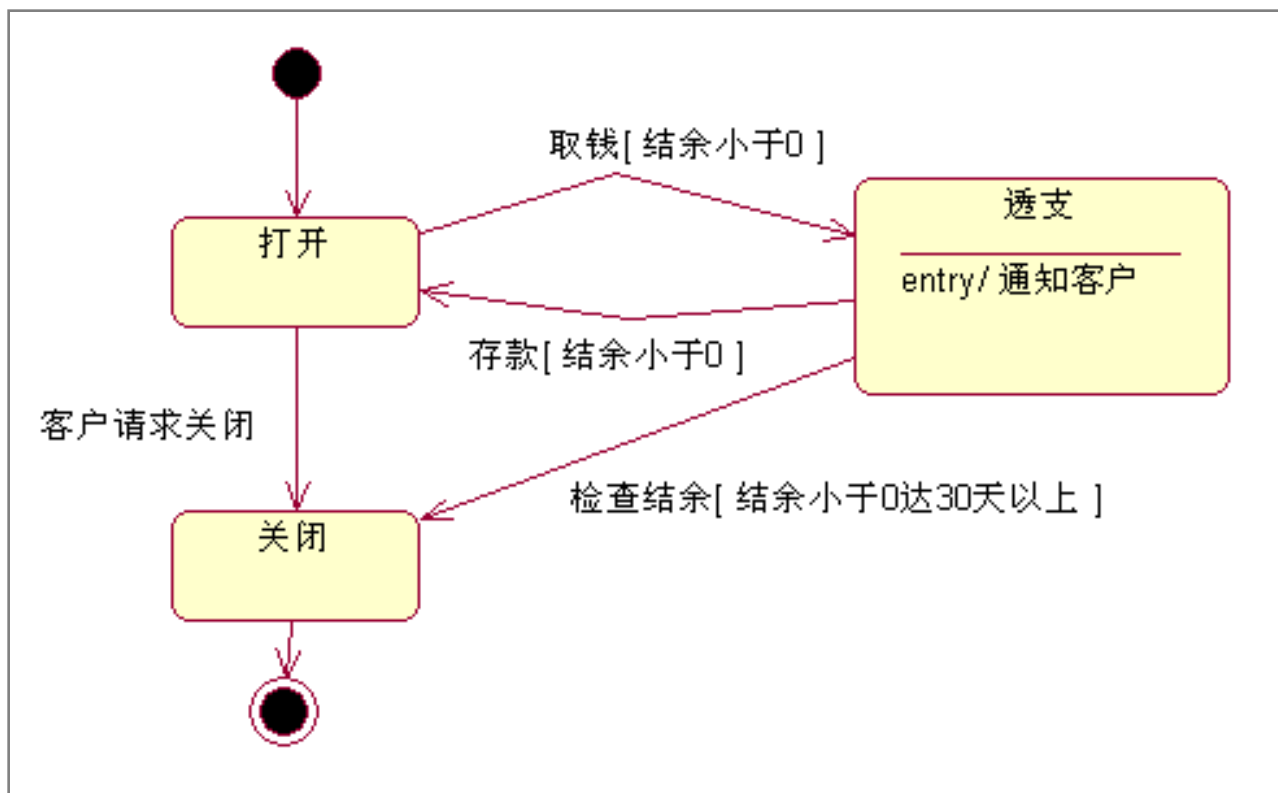 取钱[ 结余小于0 ]
透支
打开
entry/ 通知客户
存款[ 结余小于0 ]
客户请求关闭
检查结余[ 结余小于0达30天以上 ]
关闭